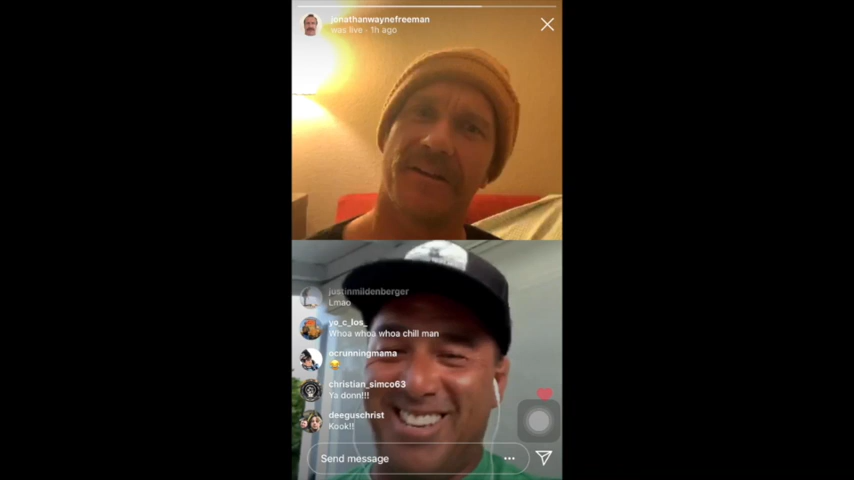 jonathanwaynefreeman
was live · 1h ago
justinmildenberger
Lmao
yo_c_los_
Whoa whoa whoa chill man
ocrunningmama
😂
christian_simco63
Ya donn!!!
deeguschrist
Kook!!
Send message